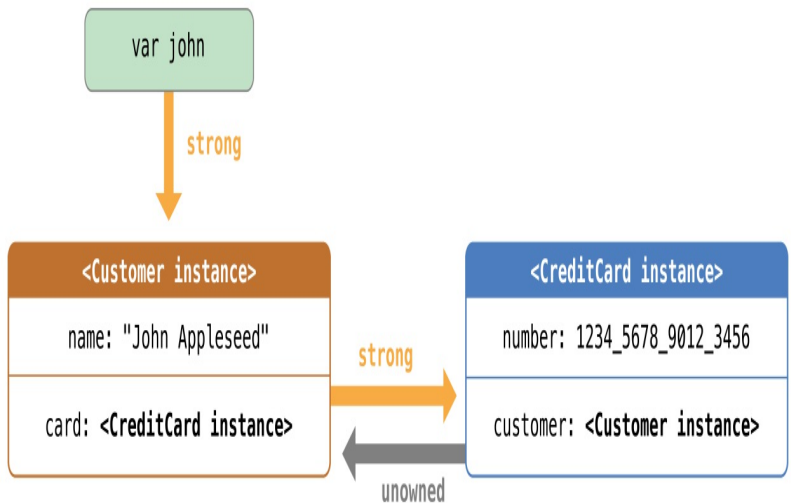 var john
strong
<Customer instance>
name: "John Appleseed"
card: <CreditCard instance>
strong
unowned
<CreditCard instance>
number: 1234_5678_9012_3456
customer: <Customer instance>